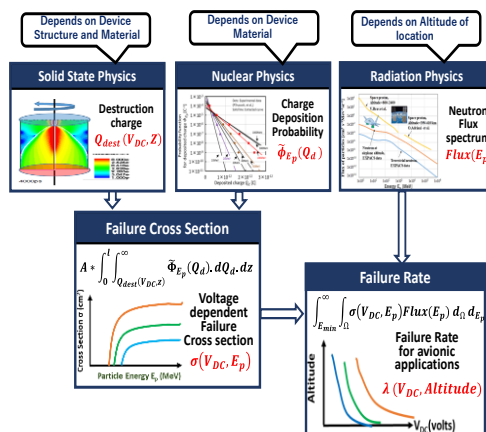 Depends on Device
Structure and Material
Depends on Device
Material
Depends on Altitude of
location
Solid State Physics
Nuclear Physics
Radiation Physics
Destruction
charge
Q_dest(V_DC, Z)
Charge
Deposition
Probability
ϕ̃_Ep(Q_d)
Neutron
Flux
spectrum
Flux(E_p
Deposited charge
Failure Cross Section
A * ∫_0^l ∫_{Q_dest(V_DC,z)}^∞ Φ̃_Ep(Q_d).dQ_d.dz
Cross Section σ (cm²)
Voltage
dependent
Failure
Cross section
σ(V_DC, E_p)
Particle Energy E_p (MeV)
Failure Rate
∫_{E_min}^∞ ∫_Ω σ(V_DC, E_p)Flux(E_p) d_Ω d_Ep
Altitude
Failure Rate
for avionic
applications
λ (V_DC, Altitude)
V_DC(volts)